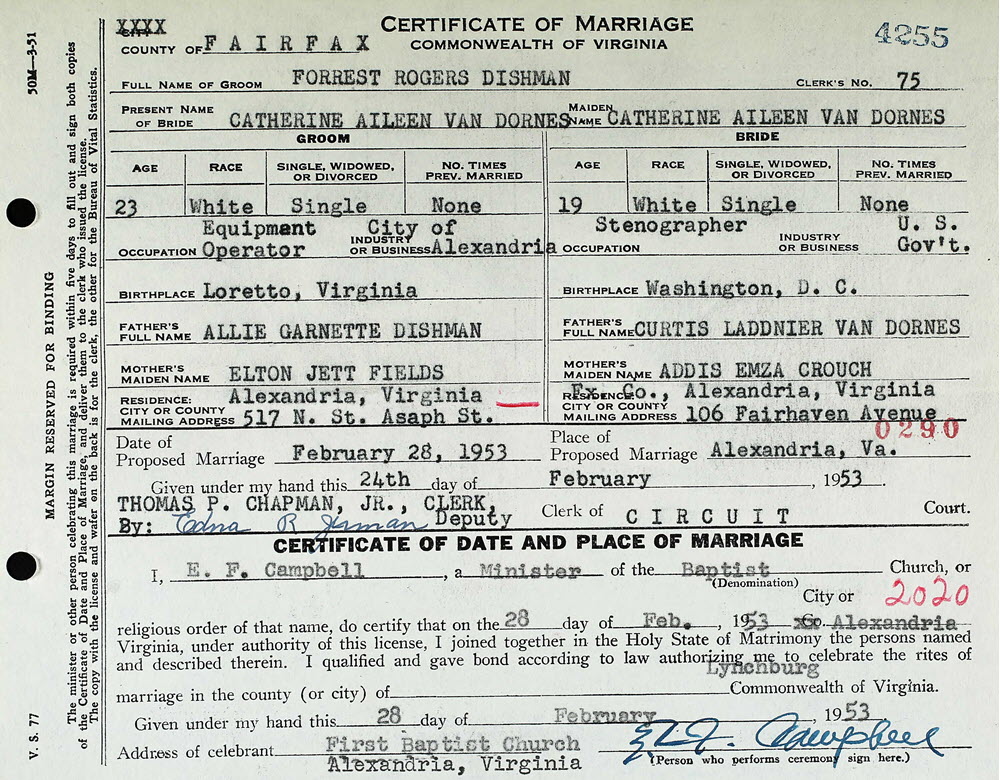 XXXX CERTIFICATE OF MARRIAGE 4255
CITY
COUNTY OF FAIRFAX COMMONWEALTH OF VIRGINIA
FULL NAME OF GROOM FORREST ROGERS DISHMAN CLERK'S NO. 75
PRESENT NAME OF BRIDE CATHERINE AILEEN VAN DORNES MAIDEN NAME CATHERINE AILEEN VAN DORNES
GROOM BRIDE
AGE RACE SINGLE, WIDOWED, OR DIVORCED NO. TIMES PREV. MARRIED AGE RACE SINGLE, WIDOWED, OR DIVORCED NO. TIMES PREV. MARRIED
23 White Single None 19 White Single None
Equipment City of Stenographer U. S.
OCCUPATION Operator INDUSTRY OR BUSINESS Alexandria OCCUPATION INDUSTRY OR BUSINESS Gov't.
BIRTHPLACE Loretto, Virginia BIRTHPLACE Washington, D. C.
FATHER'S FULL NAME ALLIE GARNETTE DISHMAN FATHER'S FULL NAME CURTIS LADDNIER VAN DORNES
MOTHER'S MAIDEN NAME ELTON JETT FIELDS MOTHER'S MAIDEN NAME ADDIS EMZA CROUCH
RESIDENCE: Alexandria, Virginia RESIDENCE: Fx. Co., Alexandria, Virginia
CITY OR COUNTY CITY OR COUNTY
MAILING ADDRESS 517 N. St. Asaph St. MAILING ADDRESS 106 Fairhaven Avenue
0290
Date of Proposed Marriage February 28, 1953 Place of Proposed Marriage Alexandria, Va.
Given under my hand this 24th day of February, 1953.
THOMAS P. CHAPMAN, JR., CLERK, Clerk of CIRCUIT Court.
By: Edna R Jerman Deputy
CERTIFICATE OF DATE AND PLACE OF MARRIAGE
I, E. F. Campbell, a Minister of the Baptist Church, or
(Denomination)
City or 2020
religious order of that name, do certify that on the 28 day of Feb., 1953 xx Co. Alexandria
Virginia, under authority of this license, I joined together in the Holy State of Matrimony the persons named
and described therein. I qualified and gave bond according to law authorizing me to celebrate the rites of
Lynchburg
marriage in the county (or city) of Commonwealth of Virginia.
Given under my hand this 28 day of February, 1953
Address of celebrant First Baptist Church E. F. Campbell
Alexandria, Virginia (Person who performs ceremony sign here.)
50M—3-51
MARGIN RESERVED FOR BINDING
V. S. 77
The minister or other person celebrating this marriage is required within five days to fill out and sign both copies
of the Certificate of Date and Place of Marriage, and deliver them to the clerk who issued the license.
The copy with the license and wafer on the back is for the clerk, the other for the Bureau of Vital Statistics.